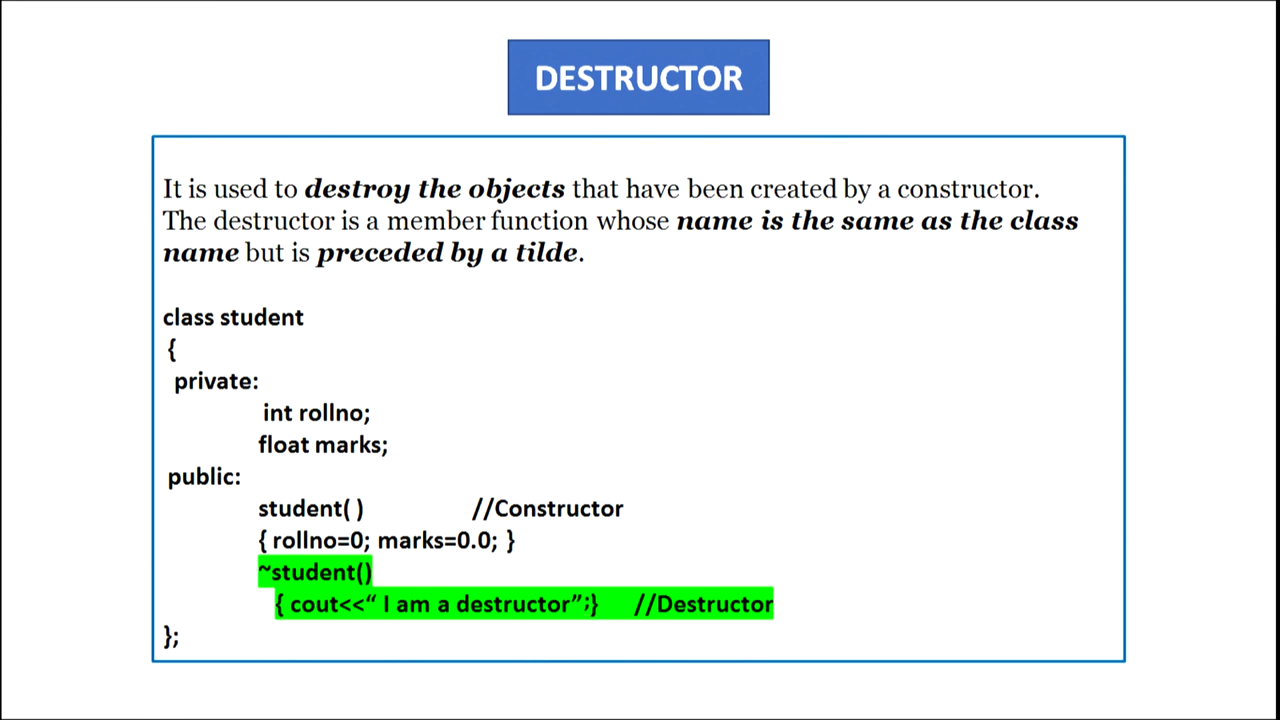 DESTRUCTOR
It is used to destroy the objects that have been created by a constructor.
The destructor is a member function whose name is the same as the class
name but is preceded by a tilde.
class student
{
private:
int rollno;
float marks;
public:
student( ) //Constructor
{ rollno=0; marks=0.0; }
~student()
{ cout<<“ I am a destructor”;} //Destructor
};